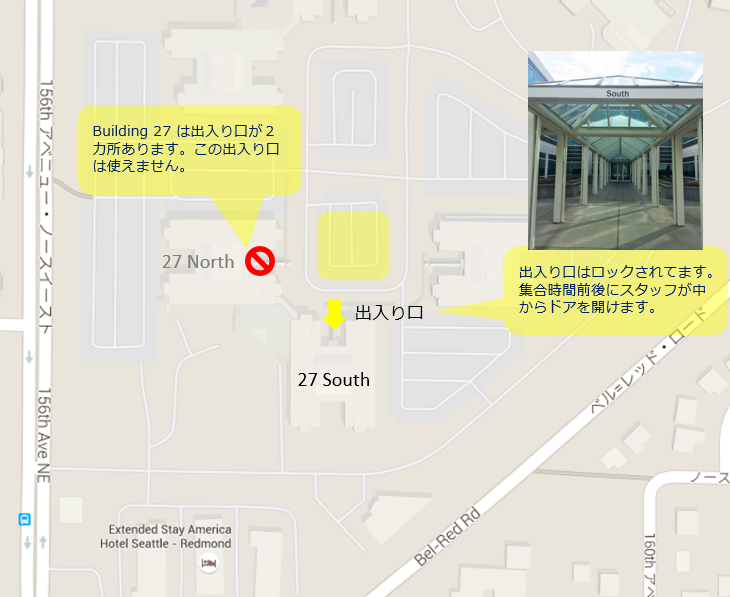 South
156th アベニュー・ノースイースト
Building 27 は出入り口が２
カ所あります。この出入り口
は使えません。
27 North
出入り口はロックされてます。
集合時間前後にスタッフが中
からドアを開けます。
出入り口
27 South
ベル=レッド・ロード
156th Ave NE
ノース
Extended Stay America
Hotel Seattle - Redmond
Bel-Red Rd
160th アベ